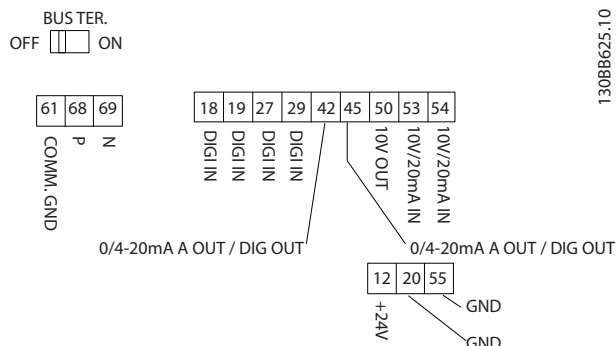 BUS TER.
OFF ON
130BB625.10
61 68 69
COMM. GND
P
N
18 19 27 29 42 45 50 53 54
DIGI IN
DIGI IN
DIGI IN
DIGI IN
10V OUT
10V/20mA IN
10V/20mA IN
0/4-20mA A OUT / DIG OUT
0/4-20mA A OUT / DIG OUT
12 20 55
+24V
GND
GND